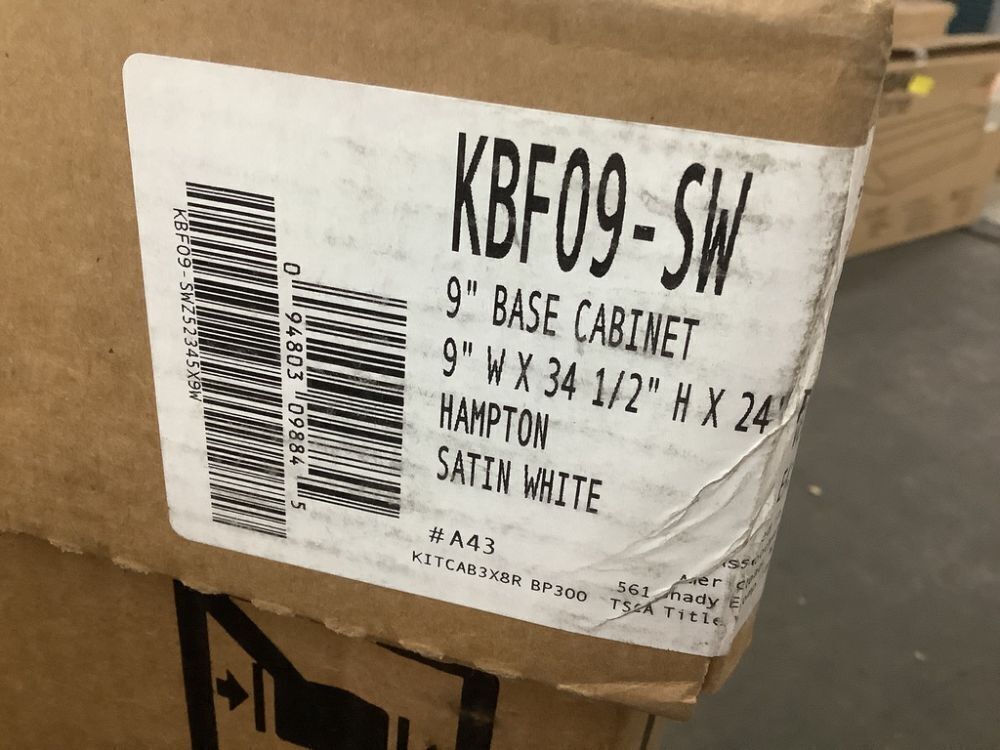 KBF09-SW
9" BASE CABINET
9" W X 34 1/2" H X 24"
HAMPTON
SATIN WHITE
#A43
KITCAB3X8R BP300
KBF09-SWZ52345X9W
0 94803 09884 5
561
TSCA Title